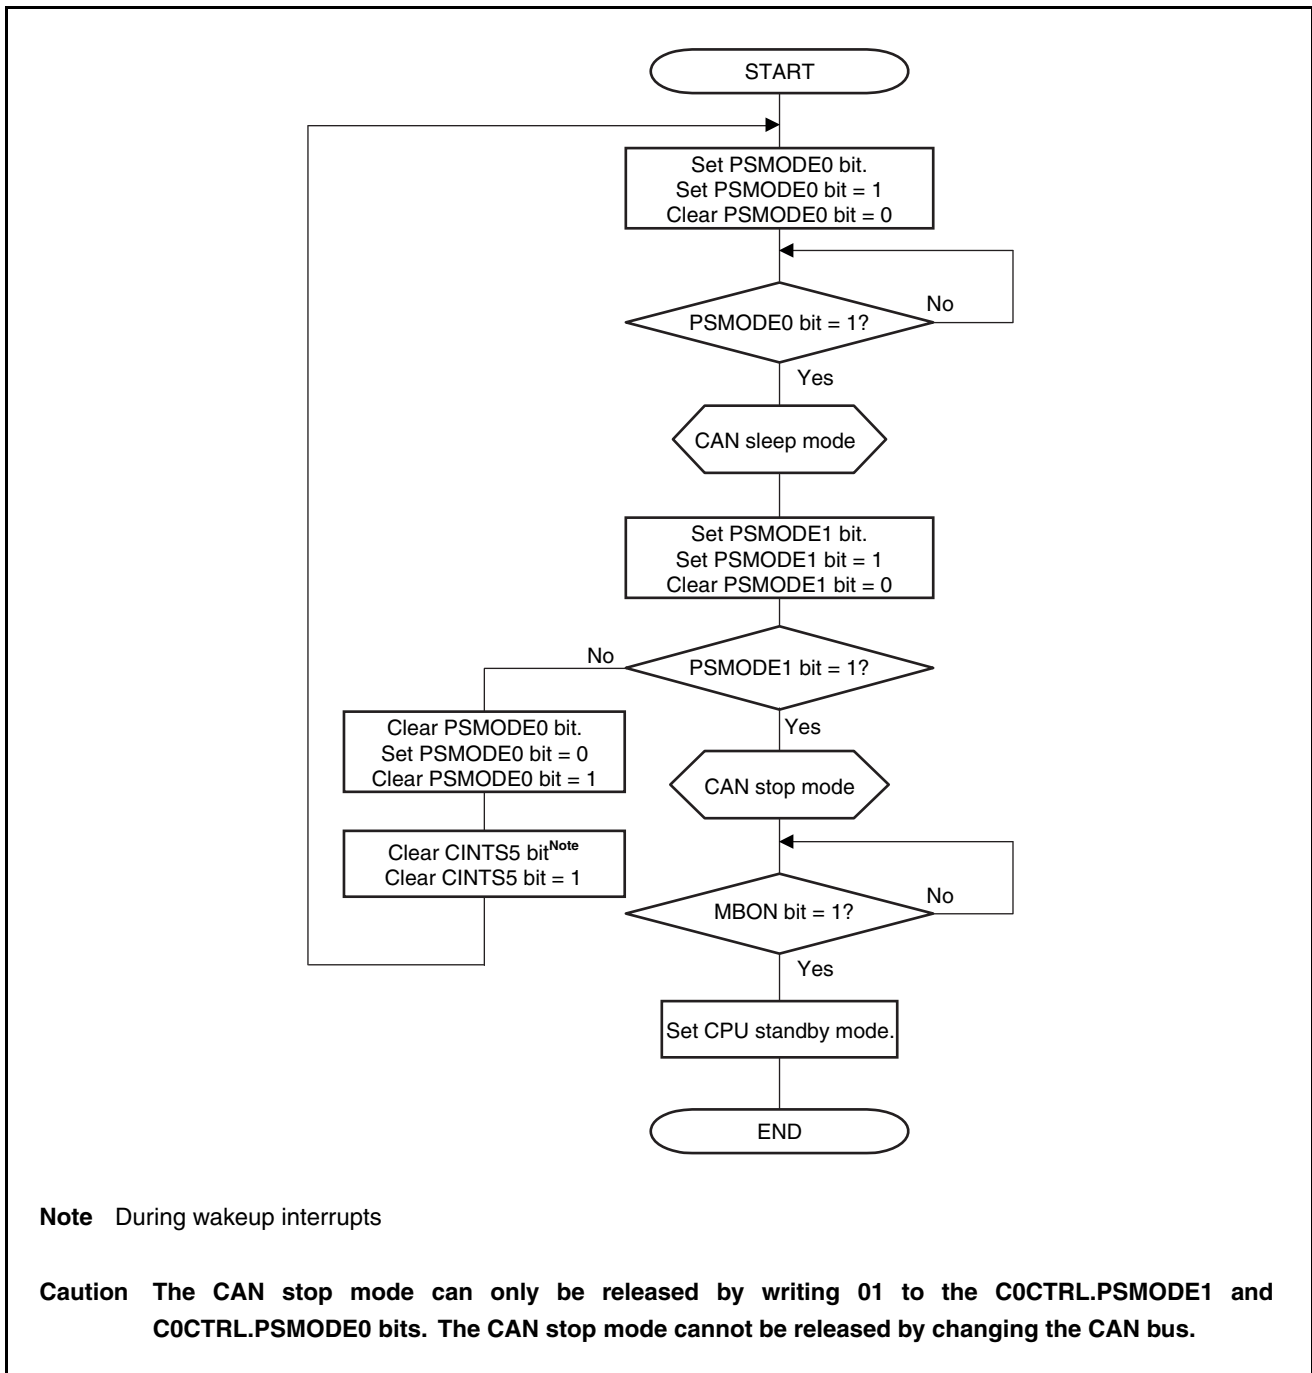 START
Set PSMODE0 bit.
Set PSMODE0 bit = 1
Clear PSMODE0 bit = 0
PSMODE0 bit = 1?
No
Yes
CAN sleep mode
Set PSMODE1 bit.
Set PSMODE1 bit = 1
Clear PSMODE1 bit = 0
PSMODE1 bit = 1?
No
Yes
Clear PSMODE0 bit.
Set PSMODE0 bit = 0
Clear PSMODE0 bit = 1
Clear CINTS5 bitNote
Clear CINTS5 bit = 1
CAN stop mode
MBON bit = 1?
No
Yes
Set CPU standby mode.
END
Note During wakeup interrupts
Caution The CAN stop mode can only be released by writing 01 to the C0CTRL.PSMODE1 and
C0CTRL.PSMODE0 bits. The CAN stop mode cannot be released by changing the CAN bus.